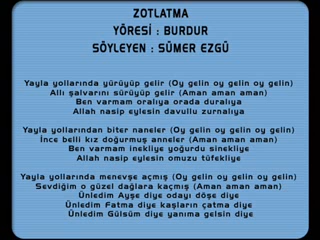 ZOTLATMA
YÖRESİ : BURDUR
SÖYLEYEN : SÜMER EZGÜ
Yayla yollarında yürüyüp gelir (Oy gelin oy gelin oy gelin)
Allı şalvarını sürüyüp gelir (Aman aman aman)
Ben varmam oralıya orada duralıya
Allah nasip eylesin davullu zurnalıya
Yayla yollarından biter naneler (Oy gelin oy gelin oy gelin)
İnce belli kız doğurmuş anneler (Aman aman aman)
Ben varmam inekliye yoğurdu sinekliye
Allah nasip eylesin omuzu tüfekliye
Yayla yollarında menevşe açmış (Oy gelin oy gelin oy gelin)
Sevdiğim o güzel dağlara kaçmış (Aman aman aman)
Ünledim Ayşe diye odayı döşe diye
Ünledim Fatma diye kaşların çatma diye
Ünledim Gülsüm diye yanıma gelsin diye